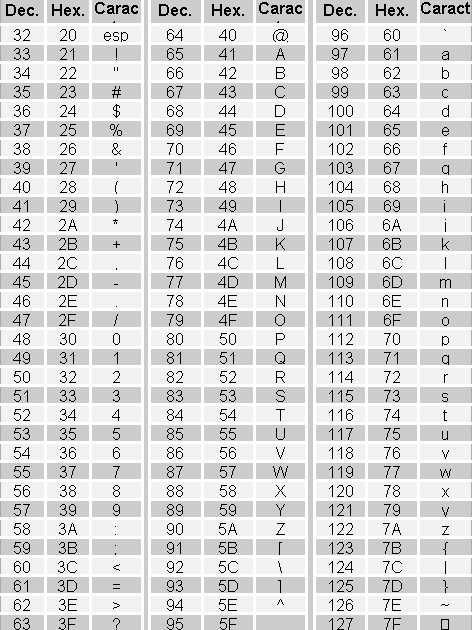 Dec. Hex. Carac Dec. Hex. Carac Dec. Hex. Caract
32 20 esp 64 40 @ 96 60 `
33 21 ! 65 41 A 97 61 a
34 22 " 66 42 B 98 62 b
35 23 # 67 43 C 99 63 c
36 24 $ 68 44 D 100 64 d
37 25 % 69 45 E 101 65 e
38 26 & 70 46 F 102 66 f
39 27 ' 71 47 G 103 67 g
40 28 ( 72 48 H 104 68 h
41 29 ) 73 49 I 105 69 i
42 2A * 74 4A J 106 6A j
43 2B + 75 4B K 107 6B k
44 2C , 76 4C L 108 6C l
45 2D - 77 4D M 109 6D m
46 2E . 78 4E N 110 6E n
47 2F / 79 4F O 111 6F o
48 30 0 80 50 P 112 70 p
49 31 1 81 51 Q 113 71 q
50 32 2 82 52 R 114 72 r
51 33 3 83 53 S 115 73 s
52 34 4 84 54 T 116 74 t
53 35 5 85 55 U 117 75 u
54 36 6 86 56 V 118 76 v
55 37 7 87 57 W 119 77 w
56 38 8 88 58 X 120 78 x
57 39 9 89 59 Y 121 79 y
58 3A : 90 5A Z 122 7A z
59 3B ; 91 5B [ 123 7B {
60 3C < 92 5C \ 124 7C |
61 3D = 93 5D ] 125 7D }
62 3E > 94 5E ^ 126 7E ~
63 3F ? 95 5F 127 7F □